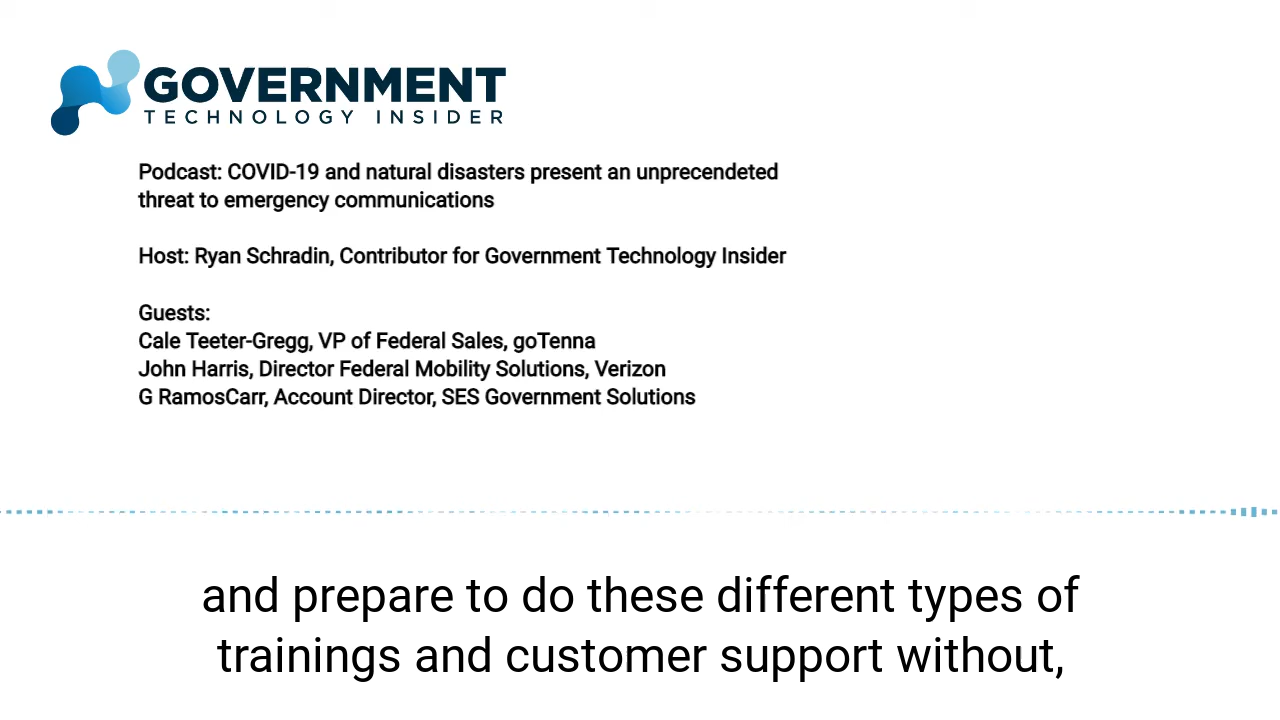 GOVERNMENT
TECHNOLOGY INSIDER
Podcast: COVID-19 and natural disasters present an unprecendeted
threat to emergency communications
Host: Ryan Schradin, Contributor for Government Technology Insider
Guests:
Cale Teeter-Gregg, VP of Federal Sales, goTenna
John Harris, Director Federal Mobility Solutions, Verizon
G RamosCarr, Account Director, SES Government Solutions
and prepare to do these different types of
trainings and customer support without,